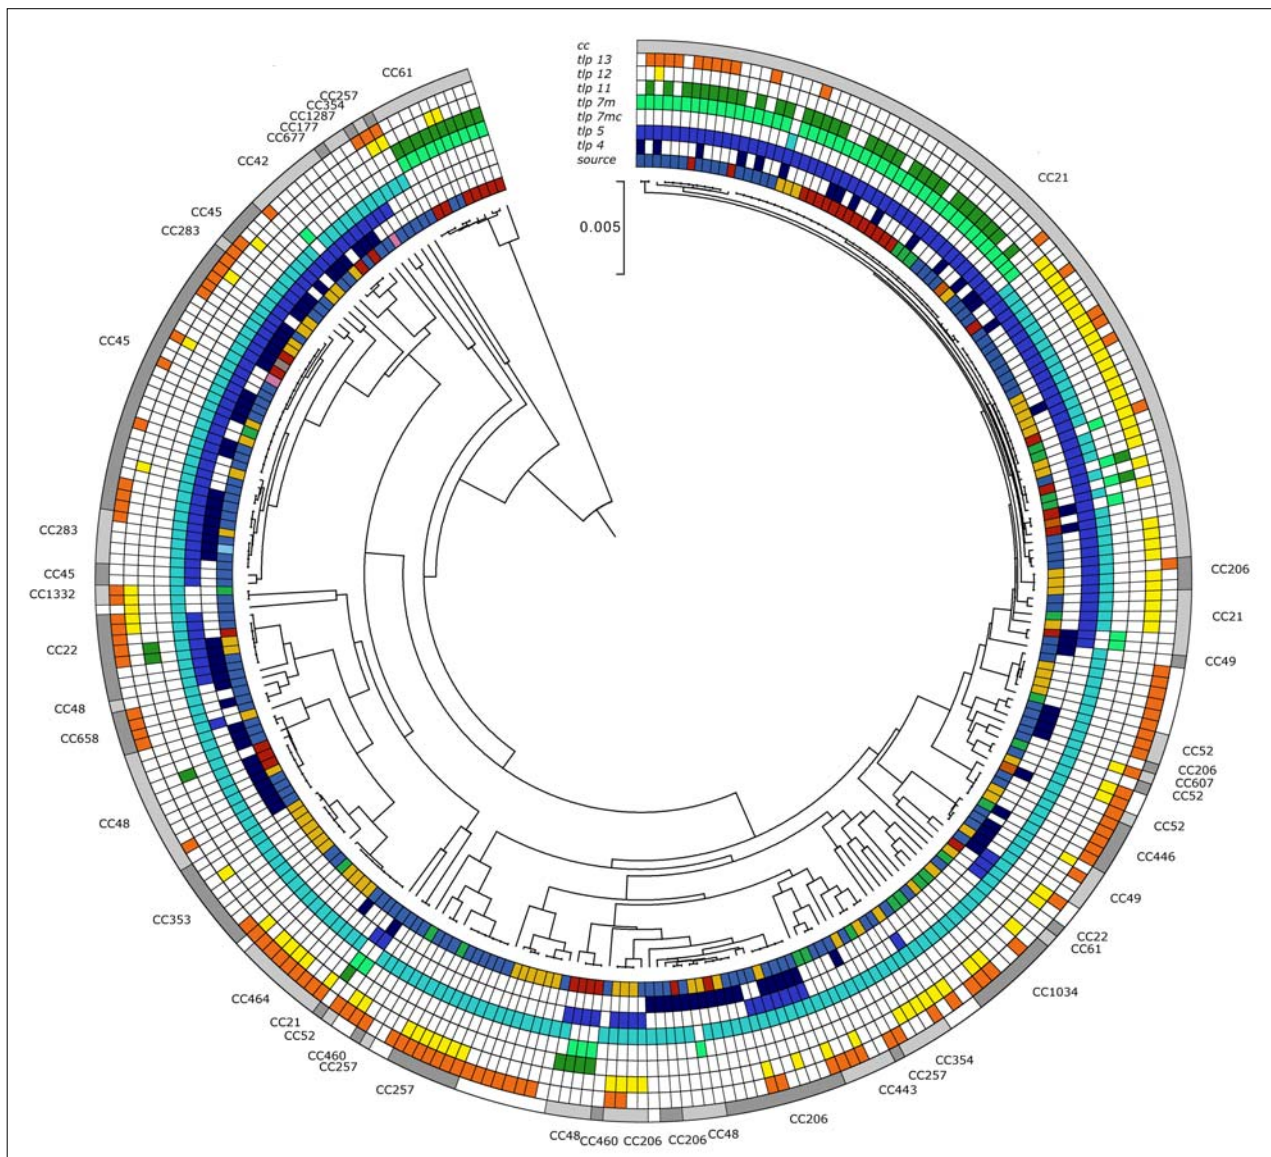 cc
tlp 13
tlp 12
tlp 11
tlp 7m
tlp 7mc
tlp 5
tlp 4
source
0.005
CC21
CC206
CC21
CC49
CC52
CC206
CC607
CC52
CC52
CC446
CC49
CC22
CC61
CC1034
CC354
CC257
CC443
CC206
CC48
CC206
CC206
CC460
CC48
CC257
CC257
CC460
CC52
CC21
CC464
CC353
CC48
CC658
CC48
CC22
CC1332
CC45
CC283
CC45
CC283
CC45
CC42
CC677
CC177
CC1287
CC354
CC257
CC61